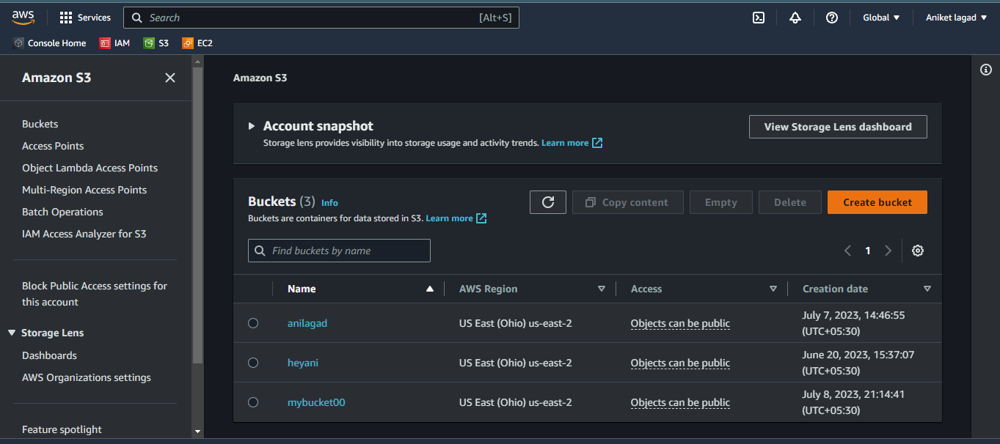 aws Services Search [Alt+S] Global Aniket lagad
Console Home IAM S3 EC2
Amazon S3
Buckets
Access Points
Object Lambda Access Points
Multi-Region Access Points
Batch Operations
IAM Access Analyzer for S3
Block Public Access settings for
this account
Storage Lens
Dashboards
AWS Organizations settings
Feature spotlight
Amazon S3
Account snapshot
Storage lens provides visibility into storage usage and activity trends. Learn more
View Storage Lens dashboard
Buckets (3) Info
Buckets are containers for data stored in S3. Learn more
Copy content Empty Delete Create bucket
Find buckets by name
1
Name AWS Region Access Creation date
anilagad US East (Ohio) us-east-2 Objects can be public July 7, 2023, 14:46:55
(UTC+05:30)
heyani US East (Ohio) us-east-2 Objects can be public June 20, 2023, 15:37:07
(UTC+05:30)
mybucket00 US East (Ohio) us-east-2 Objects can be public July 8, 2023, 21:14:41
(UTC+05:30)